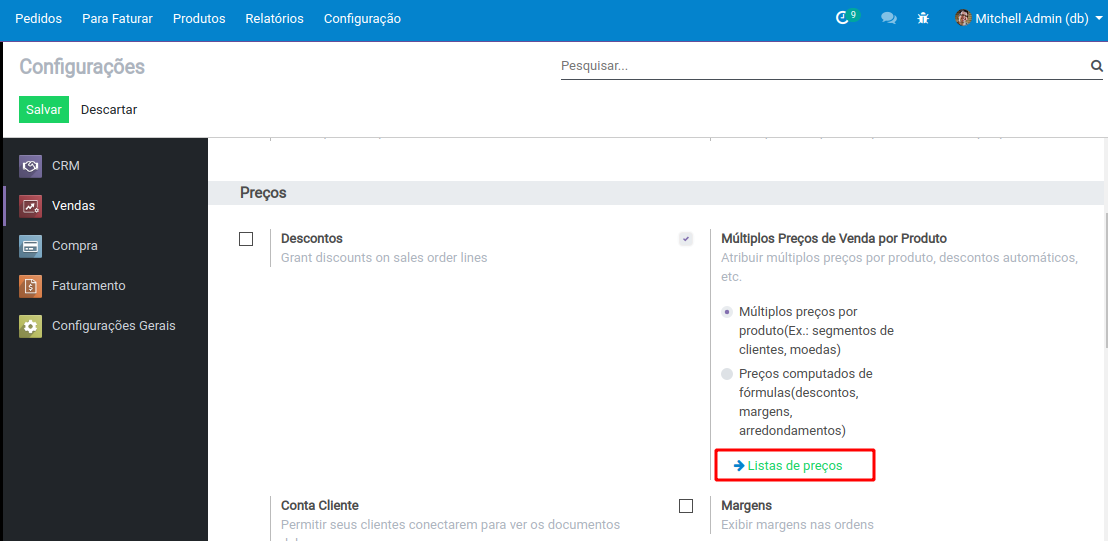 Pedidos Para Faturar Produtos Relatórios Configuração 9 Mitchell Admin (db)
Configurações Pesquisar...
Salvar Descartar
CRM
Vendas
Compra
Faturamento
Configurações Gerais
Preços
Descontos
Grant discounts on sales order lines
Múltiplos Preços de Venda por Produto
Atribuir múltiplos preços por produto, descontos automáticos,
etc.
Múltiplos preços por
produto(Ex.: segmentos de
clientes, moedas)
Preços computados de
fórmulas(descontos,
margens,
arredondamentos)
Listas de preços
Conta Cliente
Permitir seus clientes conectarem para ver os documentos
Margens
Exibir margens nas ordens